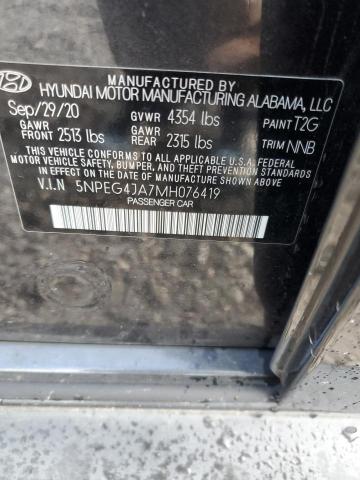 MANUFACTURED BY
HYUNDAI MOTOR MANUFACTURING ALABAMA, LLC
Sep/29/20 GVWR 4354 lbs PAINT T2G
GAWR FRONT 2513 lbs GAWR REAR 2315 lbs TRIM NNB
THIS VEHICLE CONFORMS TO ALL APPLICABLE U.S.A FEDERAL
MOTOR VEHICLE SAFETY, BUMPER, AND THEFT PREVENTION
STANDARDS IN EFFECT ON THE DATE OF MANUFACTURE SHOWN ABOVE.
V.I.N 5NPEG4JA7MH076419
PASSENGER CAR